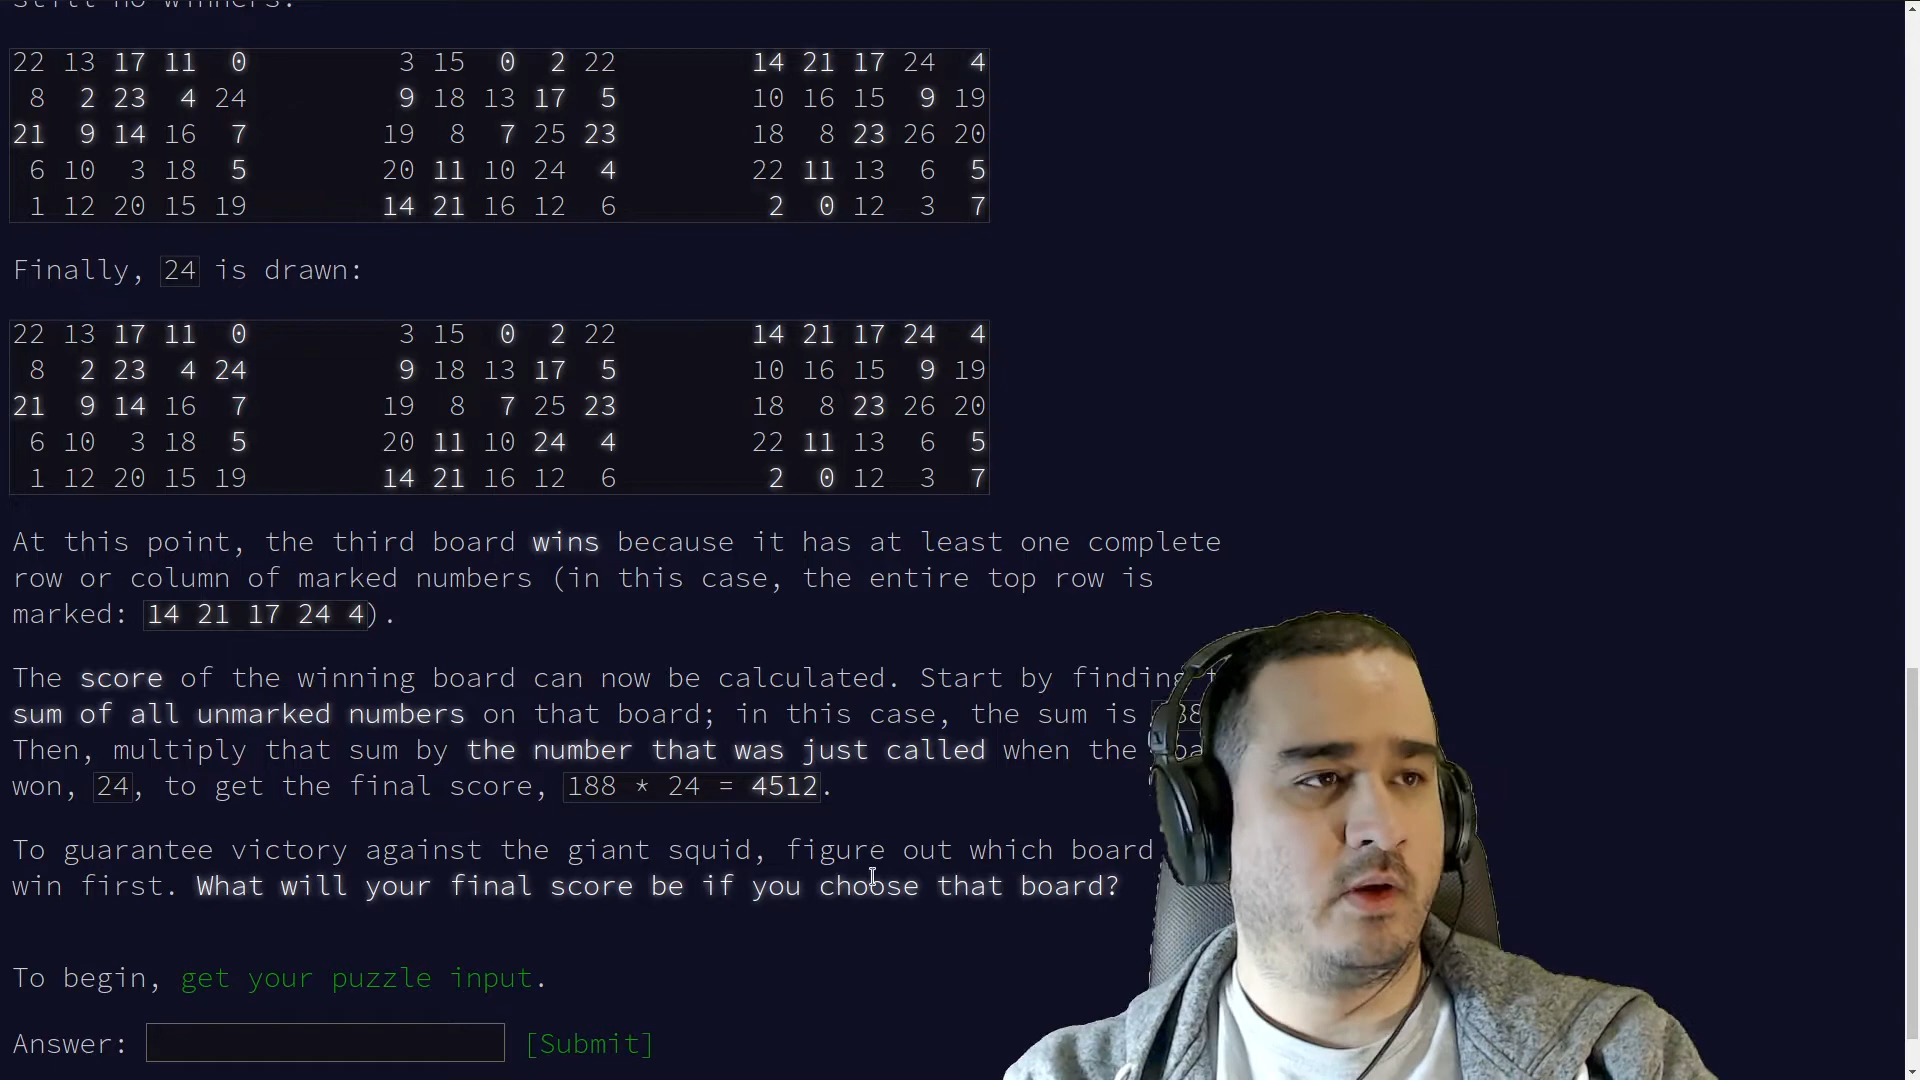 22 13 17 11 0 3 15 0 2 22 14 21 17 24 4
8 2 23 4 24 9 18 13 17 5 10 16 15 9 19
21 9 14 16 7 19 8 7 25 23 18 8 23 26 20
6 10 3 18 5 20 11 10 24 4 22 11 13 6 5
1 12 20 15 19 14 21 16 12 6 2 0 12 3 7
Finally, 24 is drawn:
22 13 17 11 0 3 15 0 2 22 14 21 17 24 4
8 2 23 4 24 9 18 13 17 5 10 16 15 9 19
21 9 14 16 7 19 8 7 25 23 18 8 23 26 20
6 10 3 18 5 20 11 10 24 4 22 11 13 6 5
1 12 20 15 19 14 21 16 12 6 2 0 12 3 7
At this point, the third board wins because it has at least one complete
row or column of marked numbers (in this case, the entire top row is
marked: 14 21 17 24 4).
The score of the winning board can now be calculated. Start by finding
sum of all unmarked numbers on that board; in this case, the sum is
Then, multiply that sum by the number that was just called when the
won, 24, to get the final score, 188 * 24 = 4512.
To guarantee victory against the giant squid, figure out which board
win first. What will your final score be if you choose that board?
To begin, get your puzzle input.
Answer: [Submit]